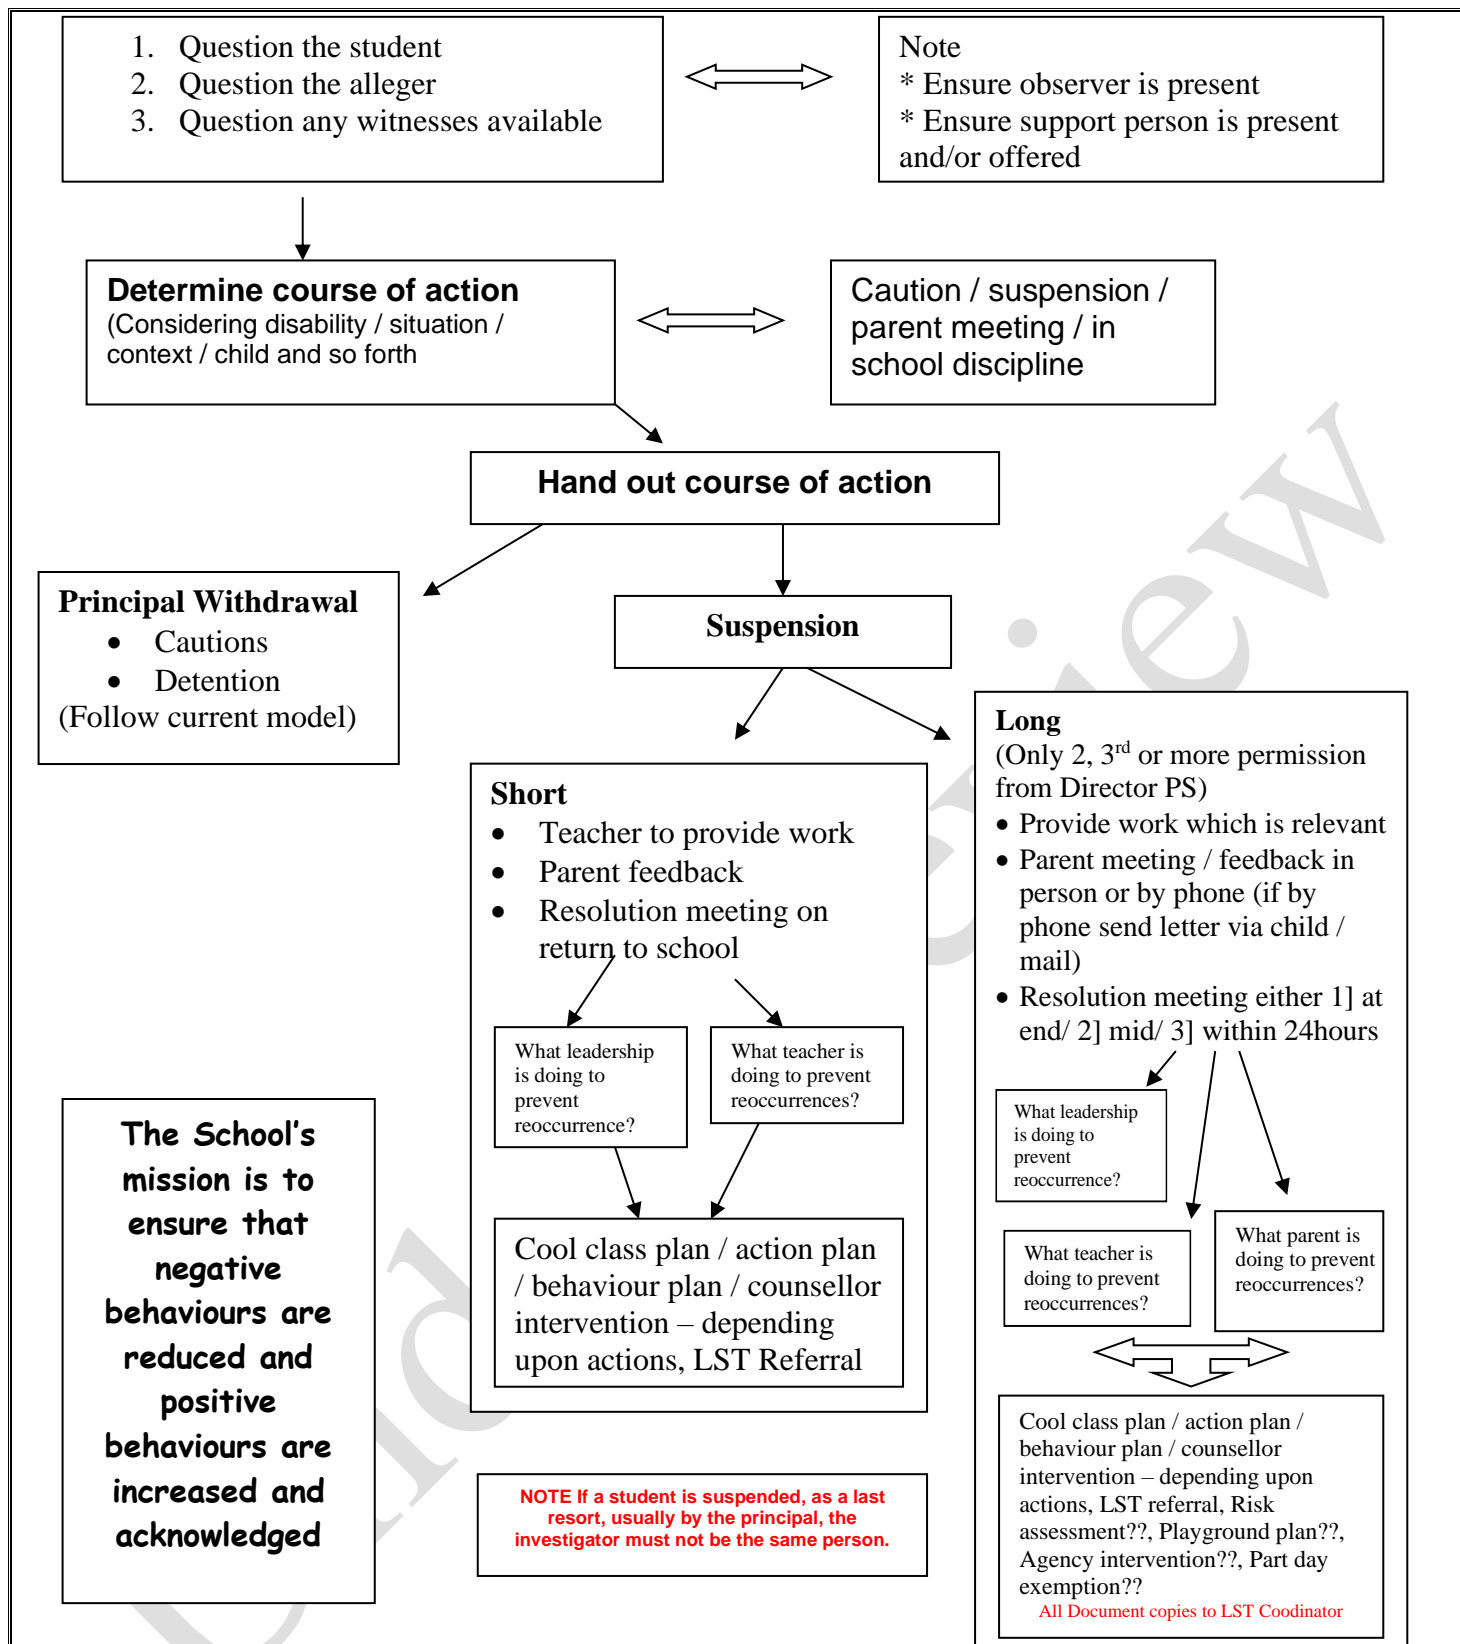 1. Question the student
2. Question the alleger
3. Question any witnesses available
Note
* Ensure observer is present
* Ensure support person is present
and/or offered
Determine course of action
(Considering disability / situation /
context / child and so forth
Caution / suspension /
parent meeting / in
school discipline
Hand out course of action
Principal Withdrawal
• Cautions
• Detention
(Follow current model)
Suspension
Short
• Teacher to provide work
• Parent feedback
• Resolution meeting on
return to school
What leadership
is doing to
prevent
reoccurrence?
What teacher is
doing to prevent
reoccurrences?
Cool class plan / action plan
/ behaviour plan / counsellor
intervention – depending
upon actions, LST Referral
Long
(Only 2, 3rd or more permission
from Director PS)
• Provide work which is relevant
• Parent meeting / feedback in
person or by phone (if by
phone send letter via child /
mail)
• Resolution meeting either 1] at
end/ 2] mid/ 3] within 24hours
What leadership
is doing to
prevent
reoccurrence?
What teacher is
doing to prevent
reoccurrences?
What parent is
doing to prevent
reoccurrences?
Cool class plan / action plan /
behaviour plan / counsellor
intervention – depending upon
actions, LST referral, Risk
assessment??, Playground plan??,
Agency intervention??, Part day
exemption??
All Document copies to LST Coodinator
The School's
mission is to
ensure that
negative
behaviours are
reduced and
positive
behaviours are
increased and
acknowledged
NOTE If a student is suspended, as a last
resort, usually by the principal, the
investigator must not be the same person.